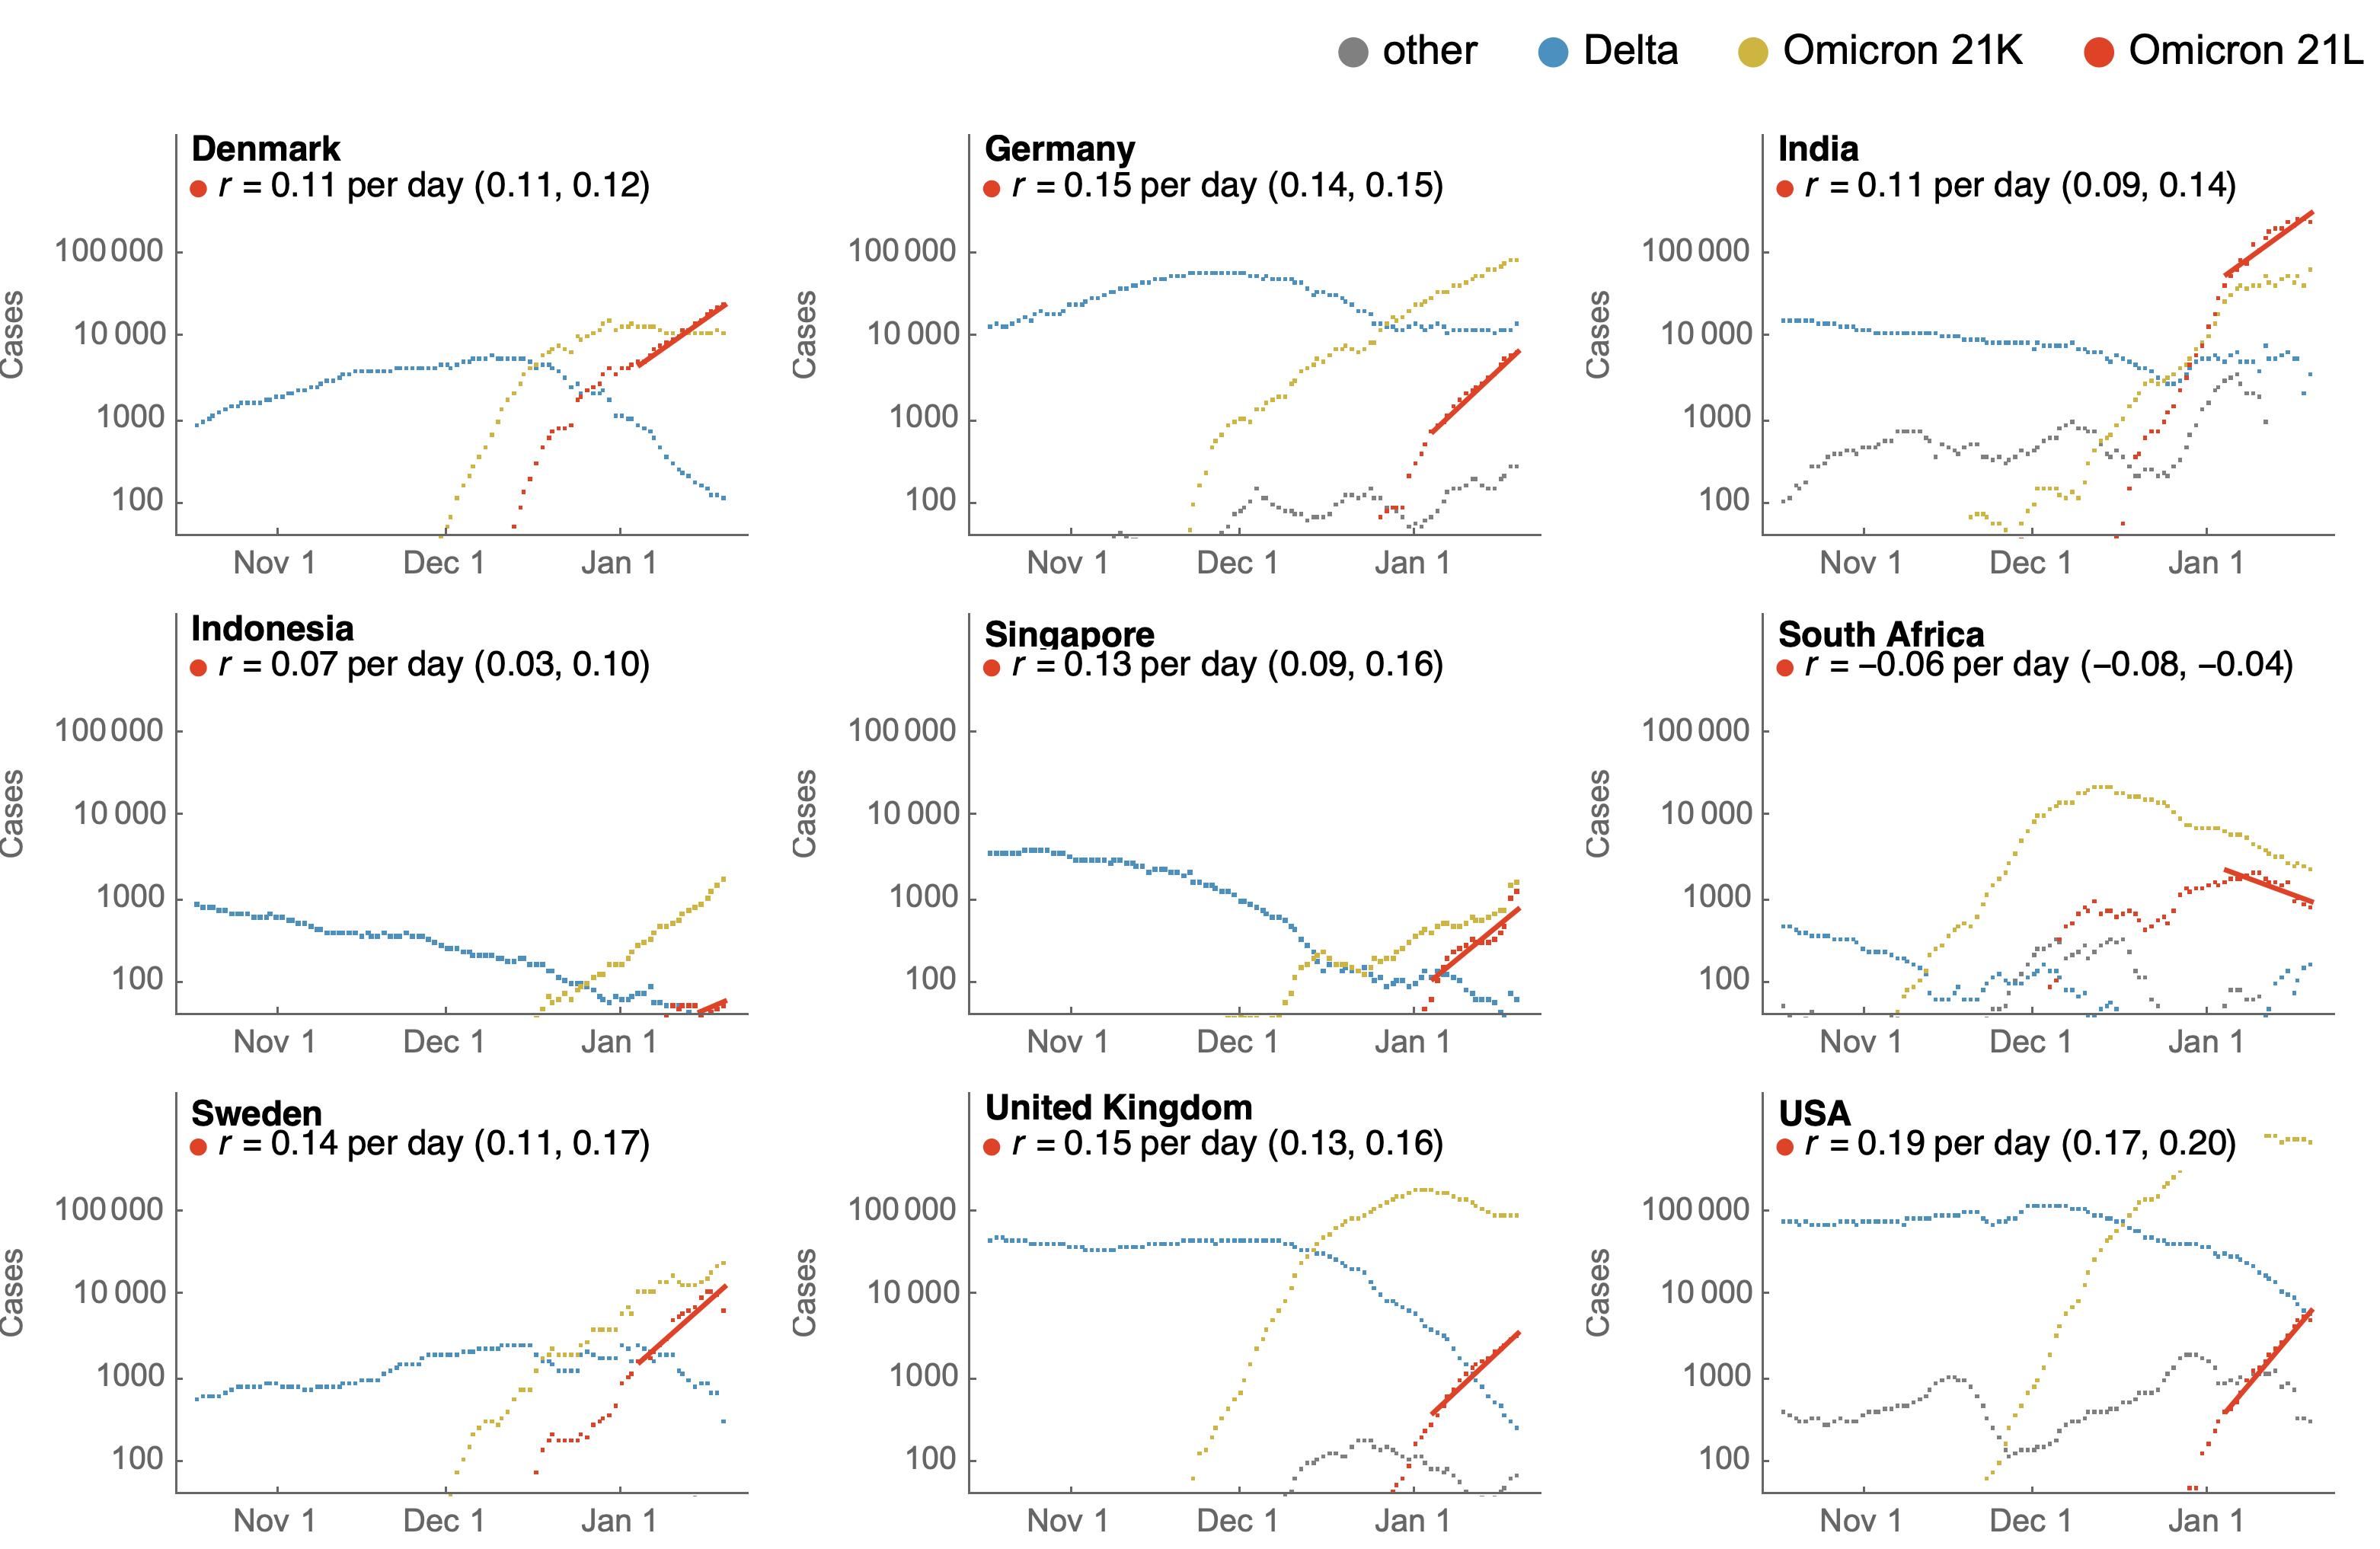 other Delta Omicron 21K Omicron 21L
Denmark
r = 0.11 per day (0.11, 0.12)
100 000
10 000
1000
100
Cases
Nov 1 Dec 1 Jan 1
Germany
r = 0.15 per day (0.14, 0.15)
100 000
10 000
1000
100
Cases
Nov 1 Dec 1 Jan 1
India
r = 0.11 per day (0.09, 0.14)
100 000
10 000
1000
100
Cases
Nov 1 Dec 1 Jan 1
Indonesia
r = 0.07 per day (0.03, 0.10)
100 000
10 000
1000
100
Cases
Nov 1 Dec 1 Jan 1
Singapore
r = 0.13 per day (0.09, 0.16)
100 000
10 000
1000
100
Cases
Nov 1 Dec 1 Jan 1
South Africa
r = –0.06 per day (–0.08, –0.04)
100 000
10 000
1000
100
Cases
Nov 1 Dec 1 Jan 1
Sweden
r = 0.14 per day (0.11, 0.17)
100 000
10 000
1000
100
Cases
Nov 1 Dec 1 Jan 1
United Kingdom
r = 0.15 per day (0.13, 0.16)
100 000
10 000
1000
100
Cases
Nov 1 Dec 1 Jan 1
USA
r = 0.19 per day (0.17, 0.20)
100 000
10 000
1000
100
Cases
Nov 1 Dec 1 Jan 1